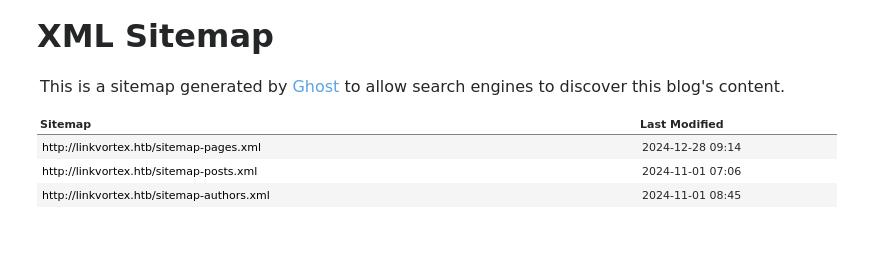 XML Sitemap
This is a sitemap generated by Ghost to allow search engines to discover this blog's content.
Sitemap Last Modified
http://linkvortex.htb/sitemap-pages.xml 2024-12-28 09:14
http://linkvortex.htb/sitemap-posts.xml 2024-11-01 07:06
http://linkvortex.htb/sitemap-authors.xml 2024-11-01 08:45